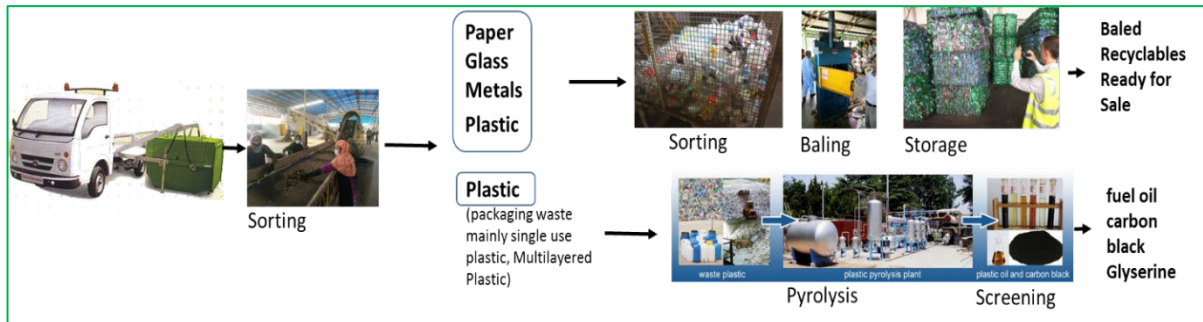 Paper
Glass
Metals
Plastic
Sorting
Baling
Storage
Baled
Recyclables
Ready for
Sale
Sorting
Plastic
(packaging waste
mainly single use
plastic, Multilayered
Plastic)
waste plastic
plastic pyrolysis plant
plastic oil and carbon black
Pyrolysis
Screening
fuel oil
carbon
black
Glyserine